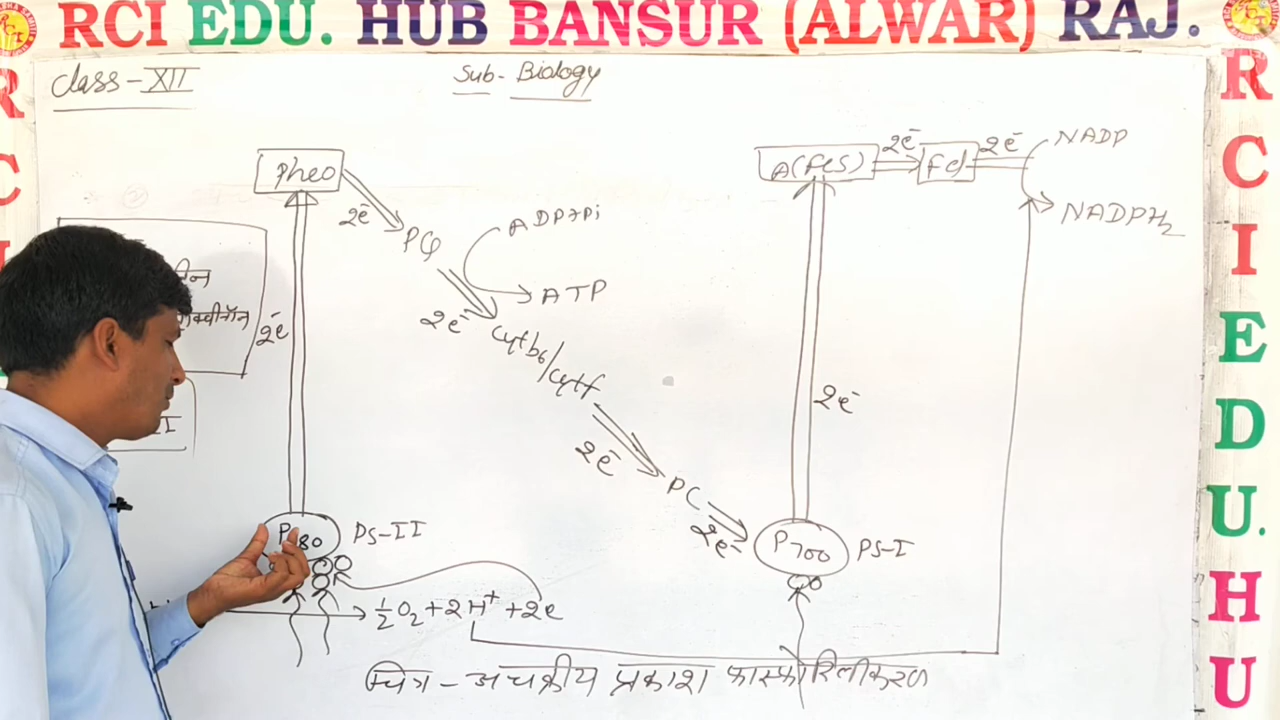 RCI EDU. HUB BANSUR (ALWAR) RAJ.
Class-XII
Sub- Biology
Pheo
2e⁻
PQ
ADP+Pi
ATP
2e⁻
Cytb₆/Cytf
2e⁻
PC
2e⁻
2e⁻
PS-II
½O₂+2H⁺+2e
A(FeS)
2e⁻
Fd
2e⁻
NADP
NADPH₂
2e⁻
P700
PS-I
चित्र-अचक्रीय प्रकाश फास्फोरिलीकरण
R
C
I
E
D
U.
H
U